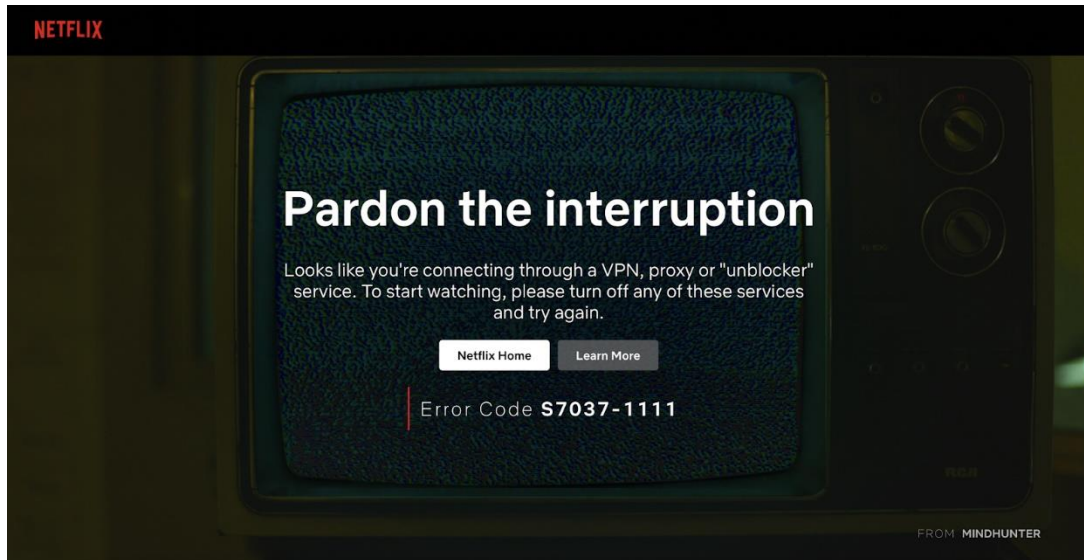 NETFLIX
Pardon the interruption
Looks like you're connecting through a VPN, proxy or "unblocker"
service. To start watching, please turn off any of these services
and try again.
Netflix Home
Learn More
Error Code S7037-1111
RCA
FROM MINDHUNTER